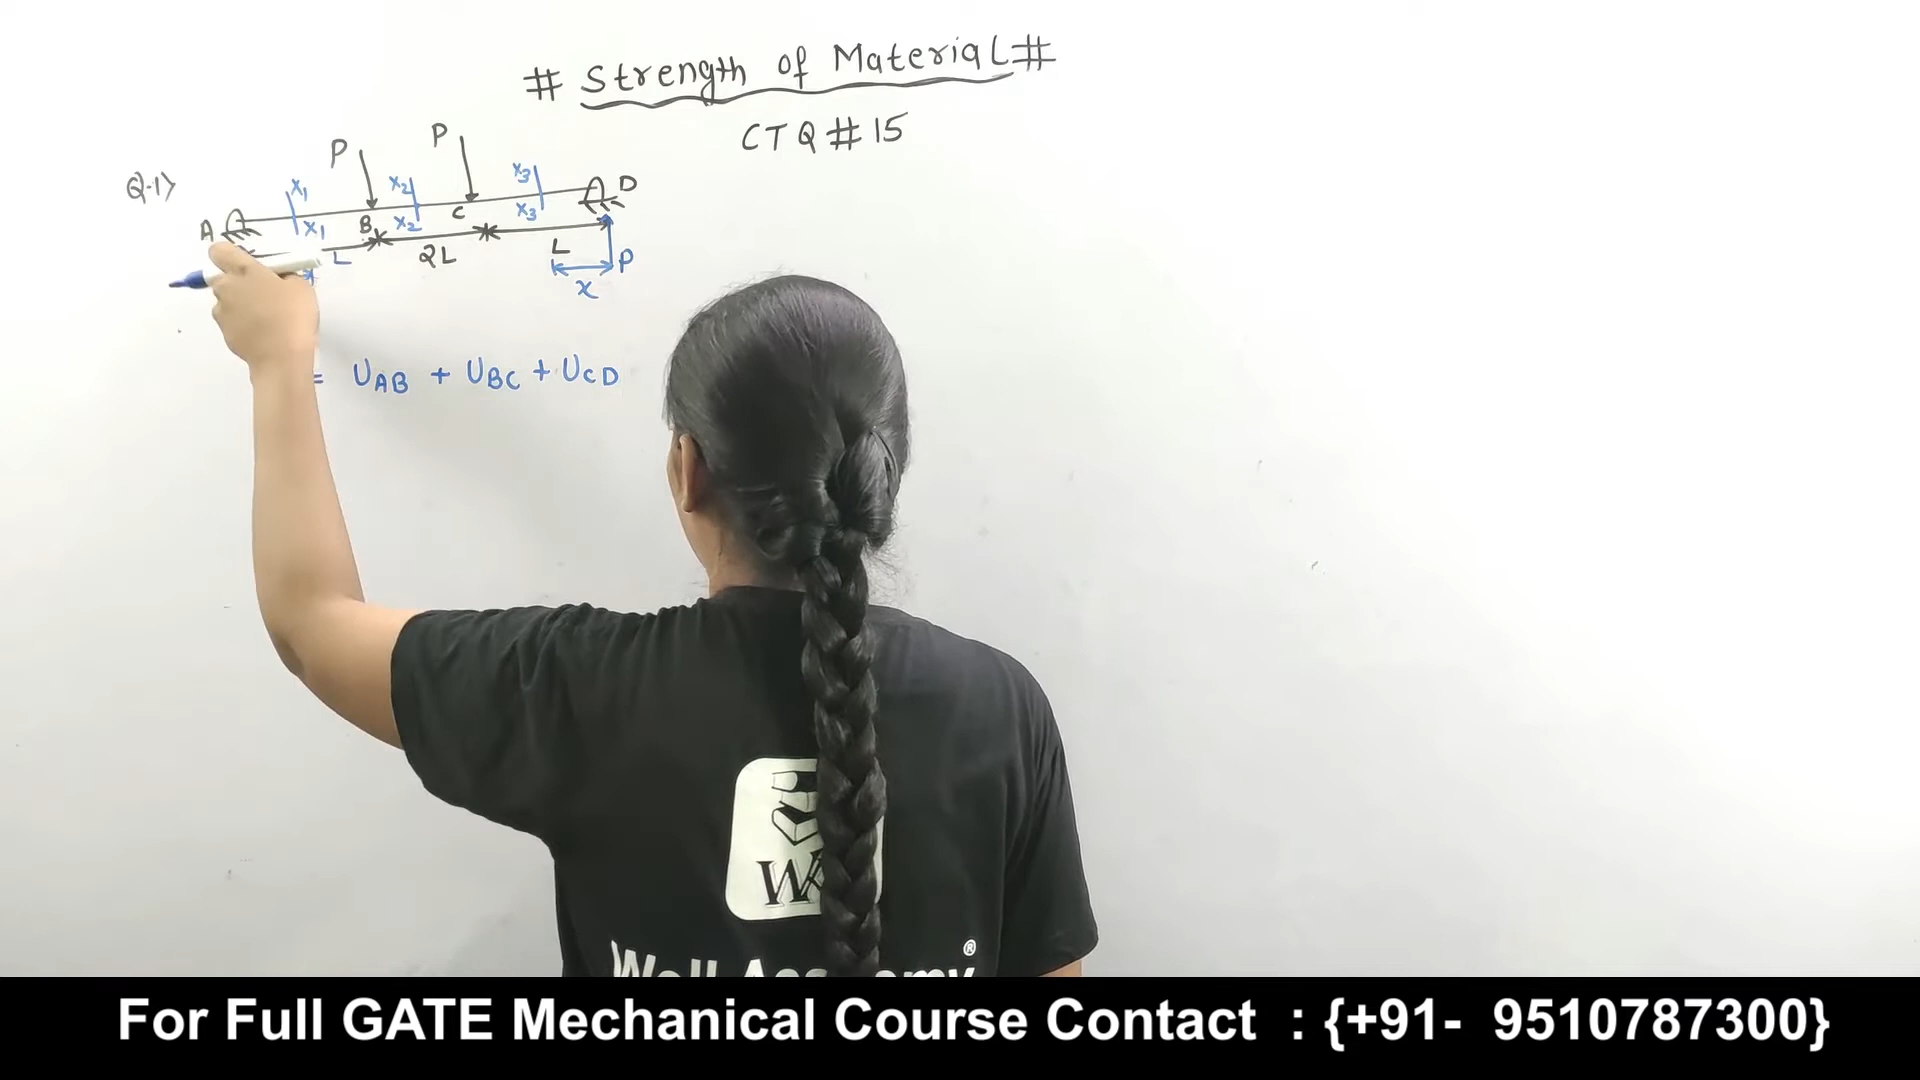 # Strength of Material #
CTQ # 15
Q-1>
P
P
x1
x2
x3
D
A
x1
B
x2
C
x3
L
2L
L
P
x
= UAB + UBC + UCD
For Full GATE Mechanical Course Contact : {+91- 9510787300}